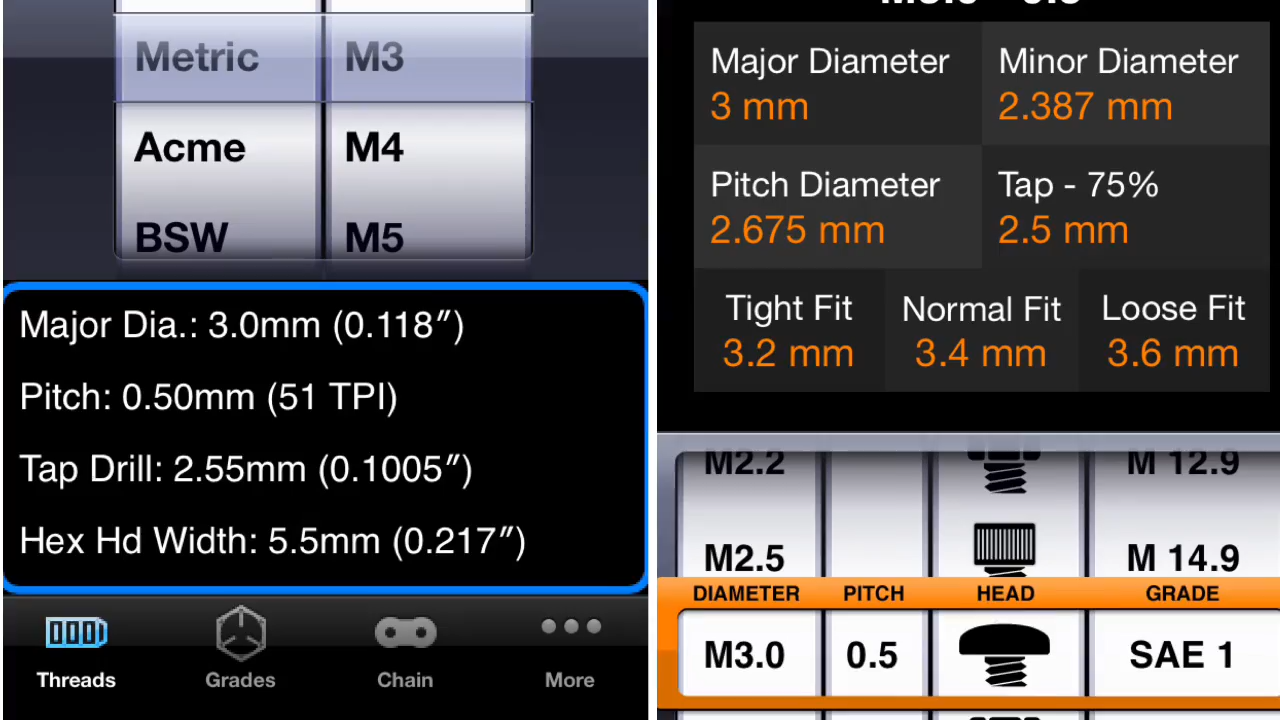 Metric M3
Acme M4
BSW M5
Major Dia.: 3.0mm (0.118″)
Pitch: 0.50mm (51 TPI)
Tap Drill: 2.55mm (0.1005″)
Hex Hd Width: 5.5mm (0.217″)
Threads Grades Chain More
Major Diameter Minor Diameter
3 mm 2.387 mm
Pitch Diameter Tap - 75%
2.675 mm 2.5 mm
Tight Fit Normal Fit Loose Fit
3.2 mm 3.4 mm 3.6 mm
M2.2 M 12.9
M2.5 M 14.9
DIAMETER PITCH HEAD GRADE
M3.0 0.5 SAE 1